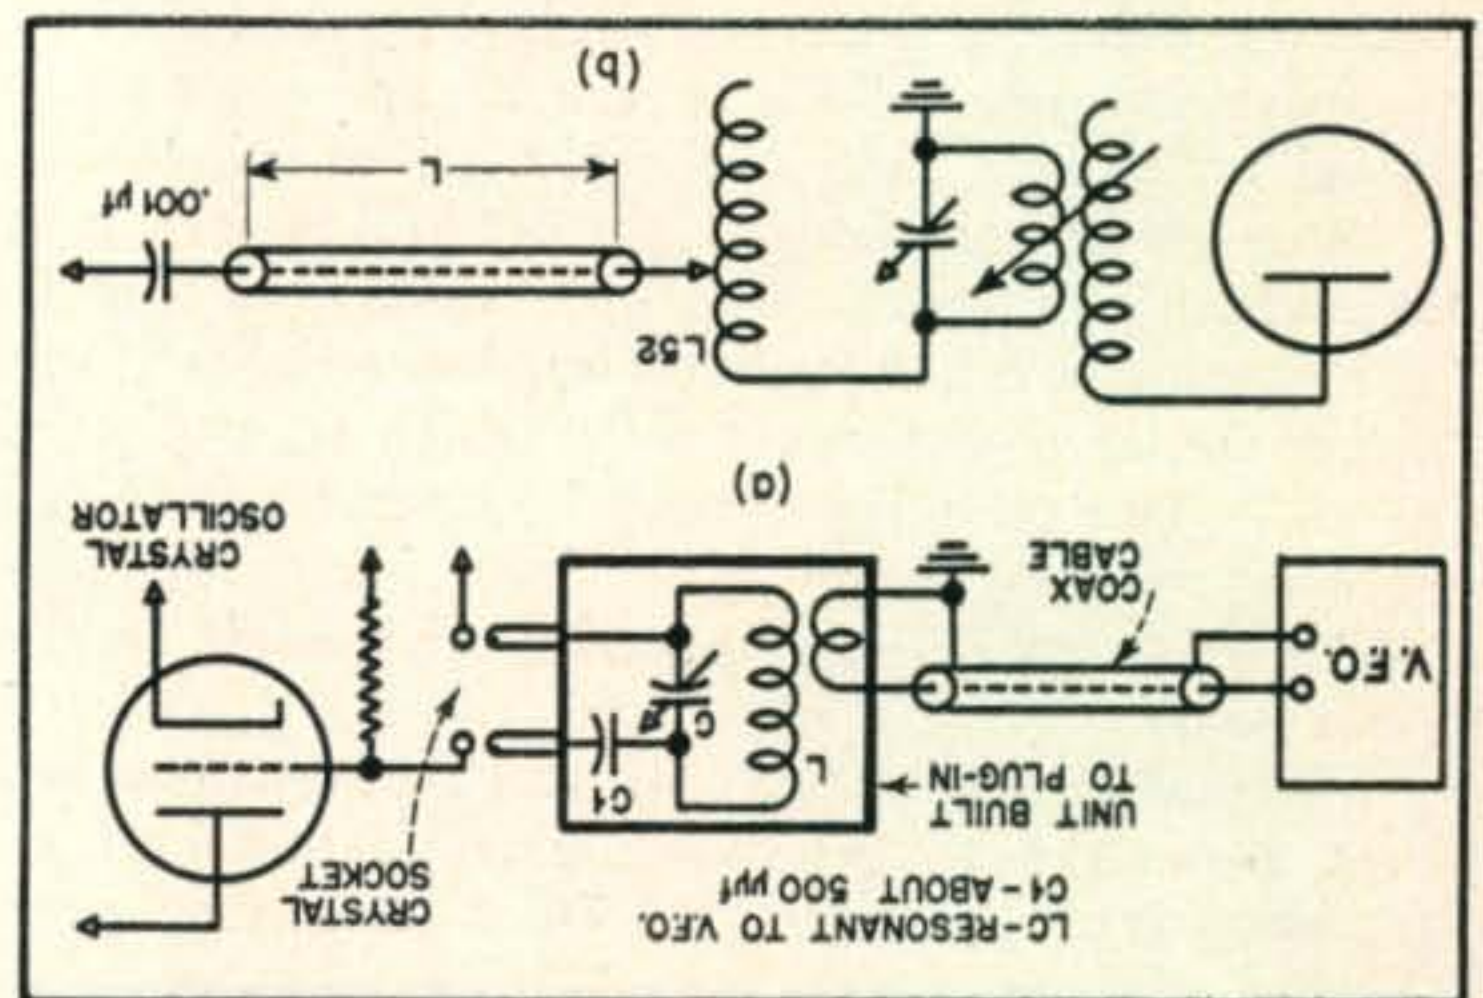 LC-RESONANT TO V.F.O.
C1-ABOUT 500 µµf
CRYSTAL
SOCKET
UNIT BUILT
TO PLUG-IN
C1
L
C
V.F.O.
COAX
CABLE
CRYSTAL
OSCILLATOR
(a)
L52
L
.001 µf
(b)